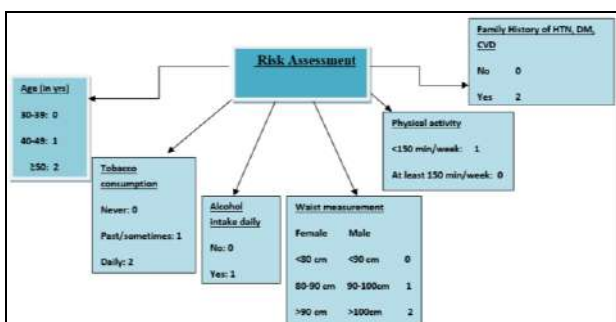 Risk Assessment
Family History of HTN, DM,
CVD
No 0
Yes 2
Age (in yrs)
30-39: 0
40-49: 1
≥50: 2
Physical activity
<150 min/week: 1
At least 150 min/week: 0
Tobacco
consumption
Never: 0
Past/sometimes: 1
Daily: 2
Alcohol
intake daily
No: 0
Yes: 1
Waist measurement
Female Male
<80 cm <90 cm 0
80-90 cm 90-100cm 1
>90 cm >100cm 2